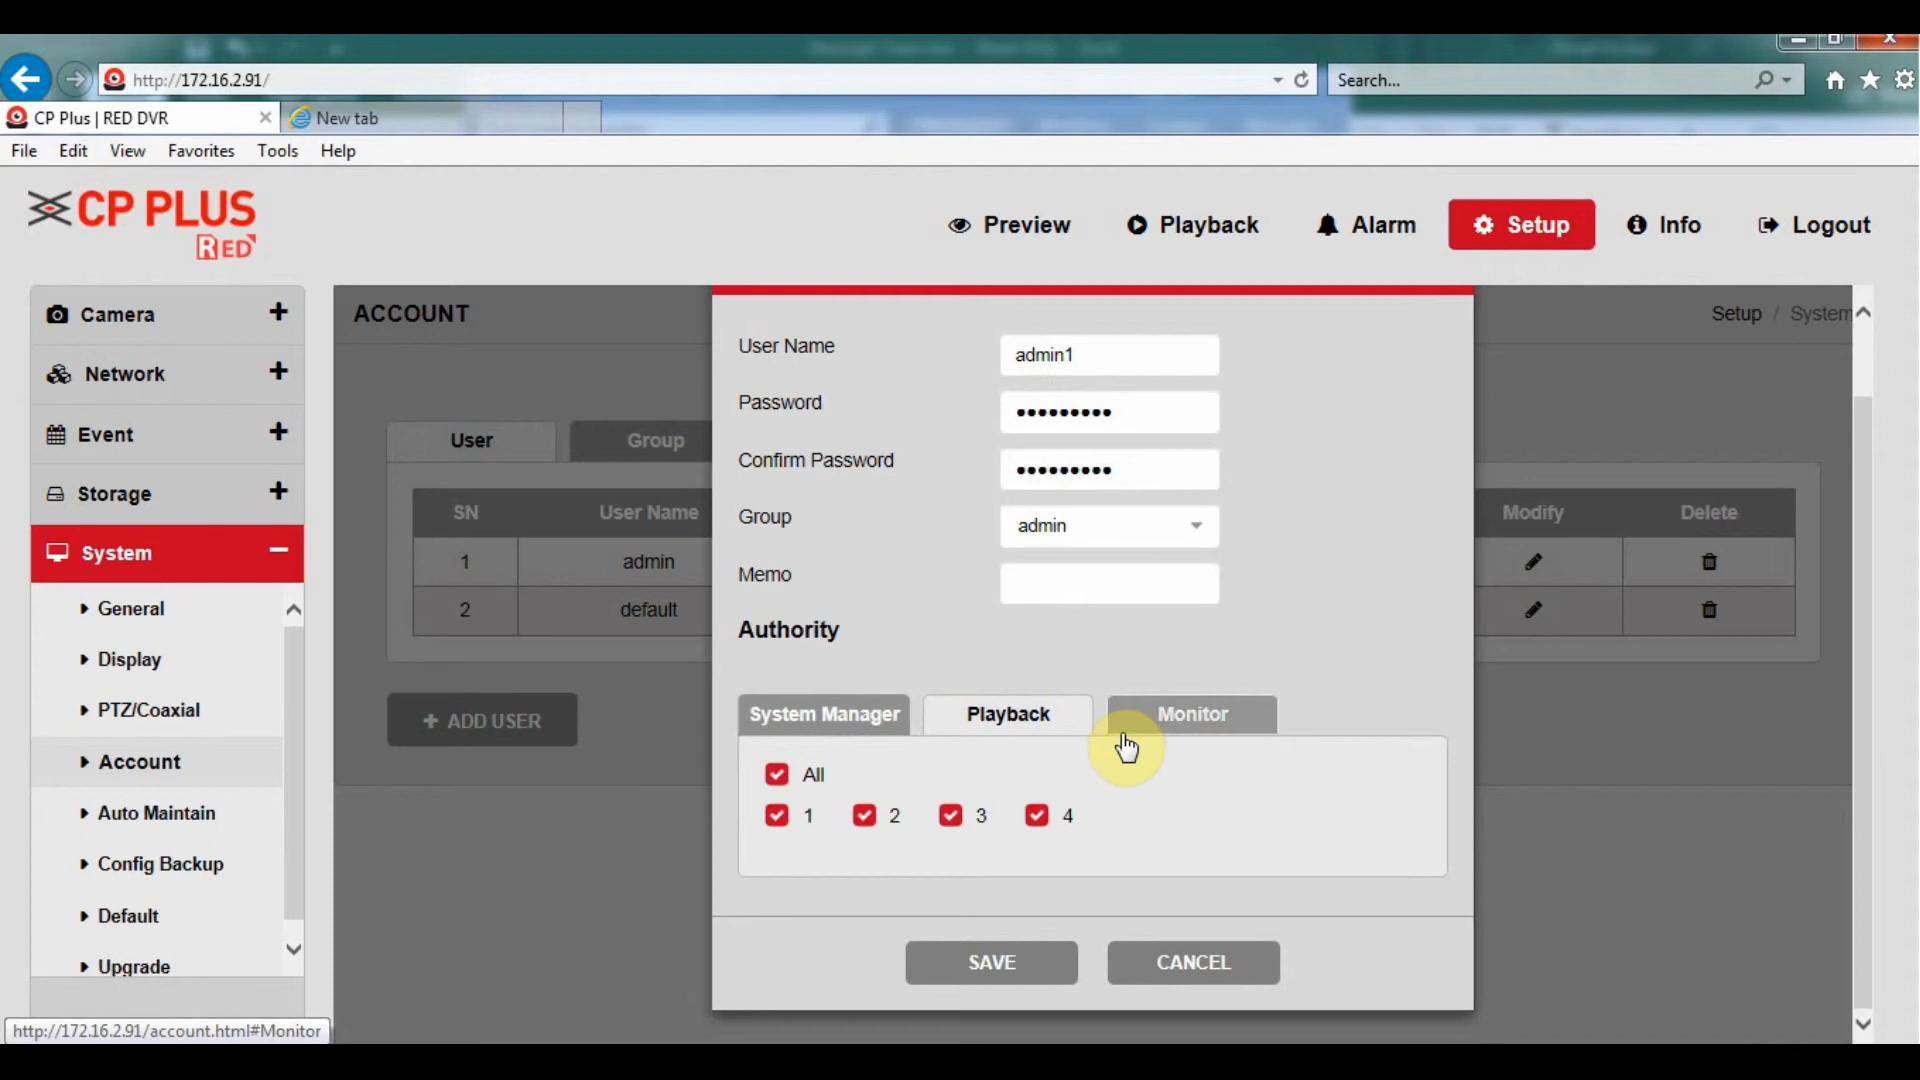 http://172.16.2.91/
Search...
CP Plus | RED DVR
New tab
File Edit View Favorites Tools Help
CP PLUS
RED
Preview Playback Alarm Setup Info Logout
Camera
Network
Event
Storage
System
General
Display
PTZ/Coaxial
Account
Auto Maintain
Config Backup
Default
Upgrade
ACCOUNT
Setup / System
User Group
SN User Name Modify Delete
1 admin
2 default
+ ADD USER
User Name admin1
Password •••••••••
Confirm Password •••••••••
Group admin
Memo
Authority
System Manager Playback Monitor
All
1 2 3 4
SAVE CANCEL
http://172.16.2.91/account.html#Monitor